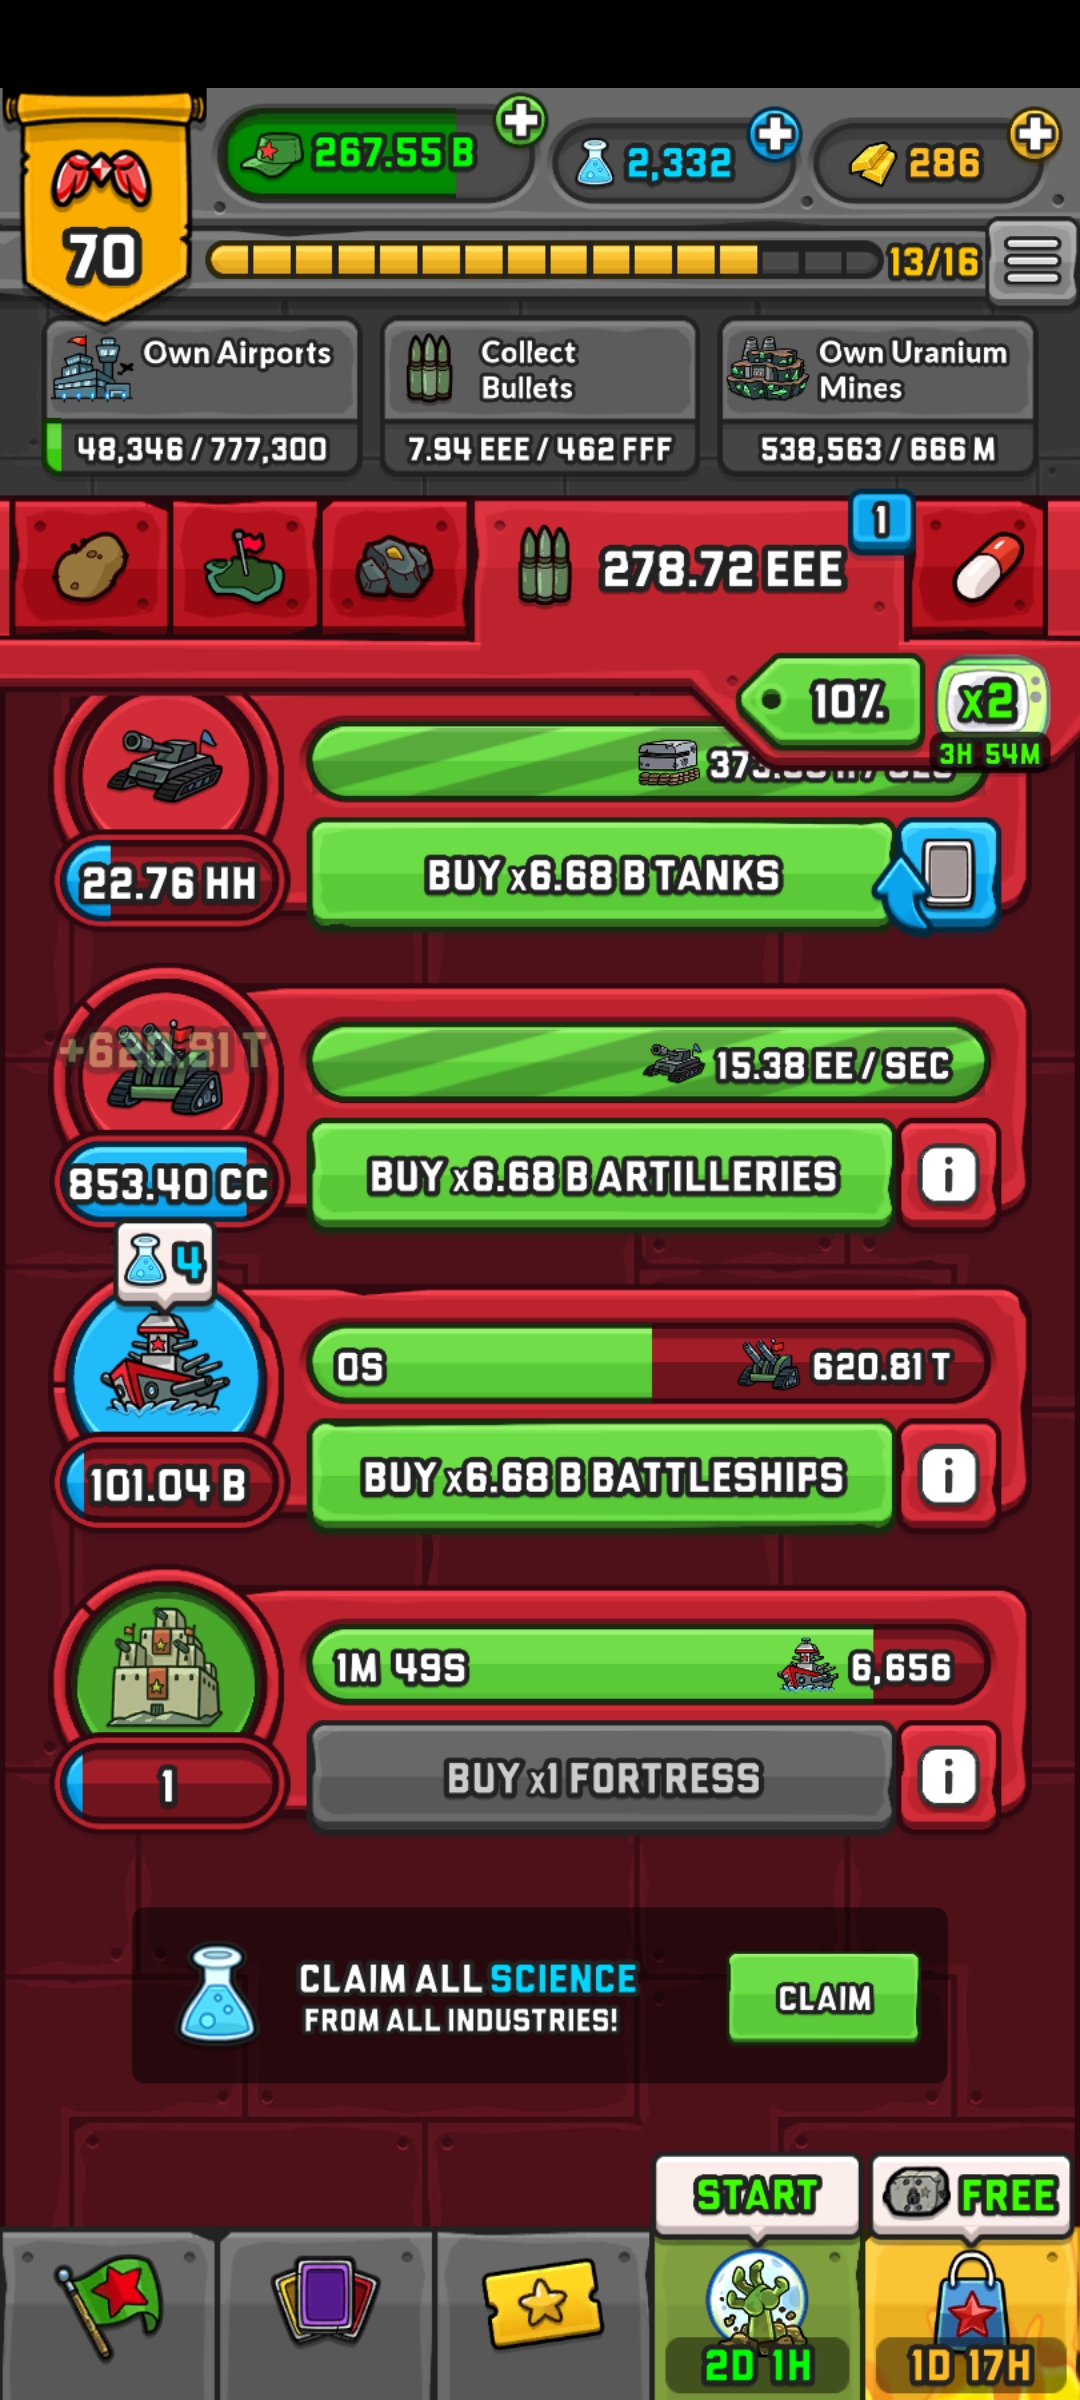 267.55 B
2,332
286
70
13/16
Own Airports
48,346 / 777,300
Collect
Bullets
7.94 EEE / 462 FFF
Own Uranium
Mines
538,563 / 666 M
278.72 EEE
1
10%
x2
3H 54M
22.76 HH
BUY x6.68 B TANKS
+620.81 T
15.38 EE / SEC
853.40 CC
BUY x6.68 B ARTILLERIES
4
0S
620.81 T
101.04 B
BUY x6.68 B BATTLESHIPS
1M 49S
6,656
1
BUY x1 FORTRESS
CLAIM ALL SCIENCE
FROM ALL INDUSTRIES!
CLAIM
START
FREE
2D 1H
1D 17H